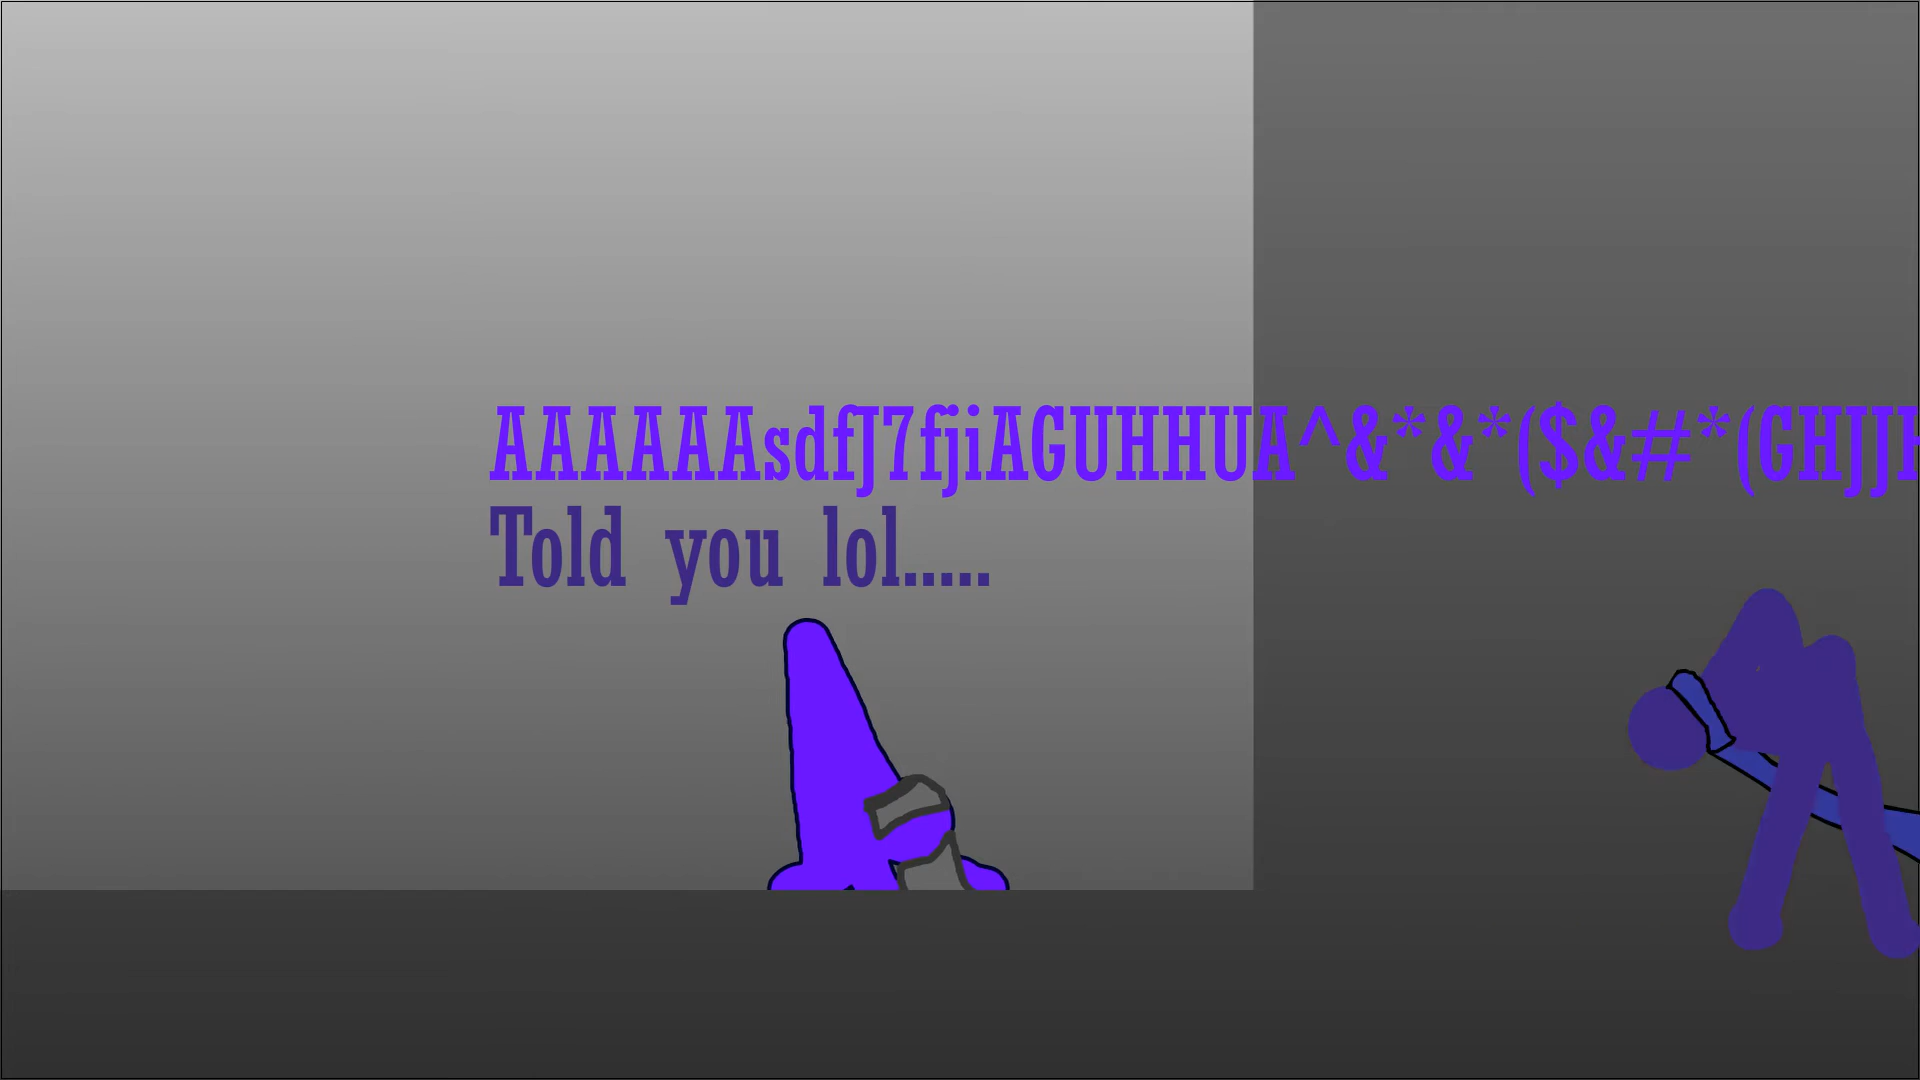 AAAAAAsdfJ7fjiAGUHHUA^&*&*($&#*(GHJJ
Told you lol.....